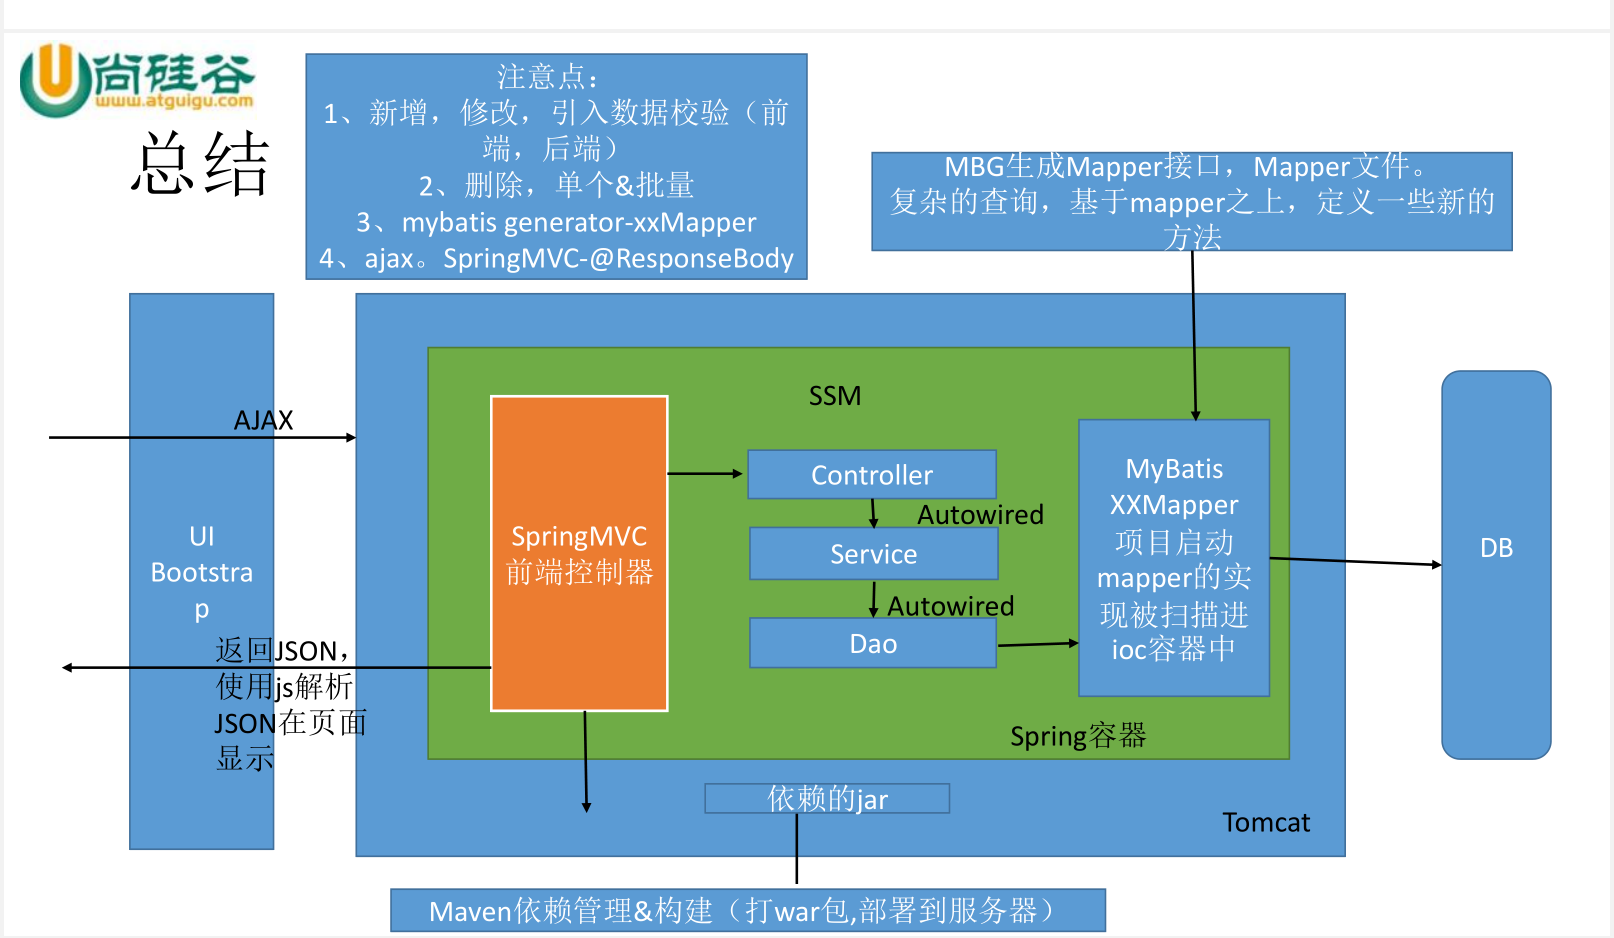 尚硅谷
www.atguigu.com
总结
注意点：
1、新增，修改，引入数据校验（前
端，后端）
2、删除，单个&批量
3、mybatis generator-xxMapper
4、ajax。SpringMVC-@ResponseBody
MBG生成Mapper接口，Mapper文件。
复杂的查询，基于mapper之上，定义一些新的
方法
AJAX
UI
Bootstra
p
返回JSON，
使用js解析
JSON在页面
显示
SSM
SpringMVC
前端控制器
Controller
Autowired
Service
Autowired
Dao
MyBatis
XXMapper
项目启动
mapper的实
现被扫描进
ioc容器中
Spring容器
DB
依赖的jar
Tomcat
Maven依赖管理&构建（打war包,部署到服务器）